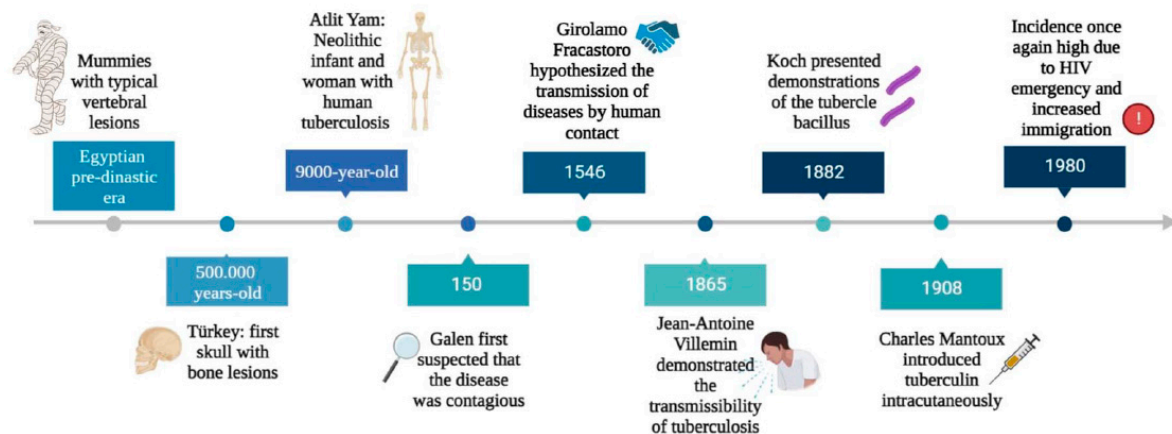 Mummies
with typical
vertebral
lesions
Egyptian
pre-dinastic
era
500.000
years-old
Türkey: first
skull with
bone lesions
Atlit Yam:
Neolithic
infant and
woman with
human
tuberculosis
9000-year-old
150
Galen first
suspected that
the disease
was contagious
Girolamo
Fracastoro
hypothesized the
transmission of
diseases by human
contact
1546
1865
Jean-Antoine
Villemin
demonstrated
the
transmissibility
of tuberculosis
Koch presented
demonstrations
of the tubercle
bacillus
1882
1908
Charles Mantoux
introduced
tuberculin
intracutaneously
Incidence once
again high due
to HIV
emergency and
increased
immigration
!
1980